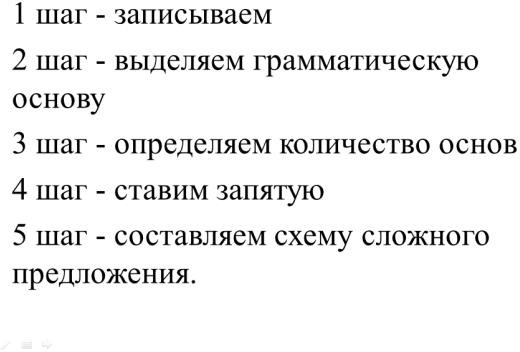 1 шаг - записываем
2 шаг - выделяем грамматическую
основу
3 шаг - определяем количество основ
4 шаг - ставим запятую
5 шаг - составляем схему сложного
предложения.